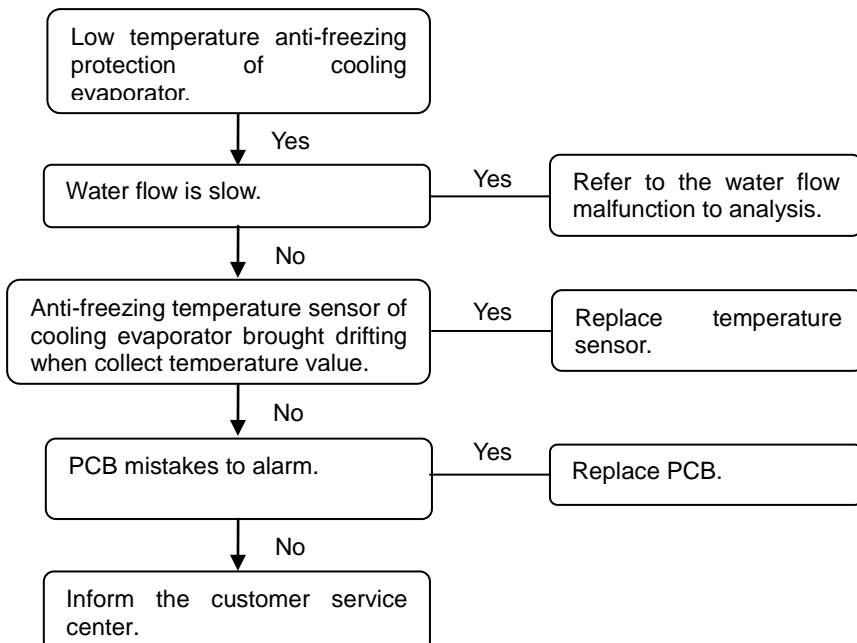 Low temperature anti-freezing
protection of cooling
evaporator.
Yes
Water flow is slow.
Yes
Refer to the water flow
malfunction to analysis.
No
Anti-freezing temperature sensor of
cooling evaporator brought drifting
when collect temperature value.
Yes
Replace temperature
sensor.
No
PCB mistakes to alarm.
Yes
Replace PCB.
No
Inform the customer service
center.